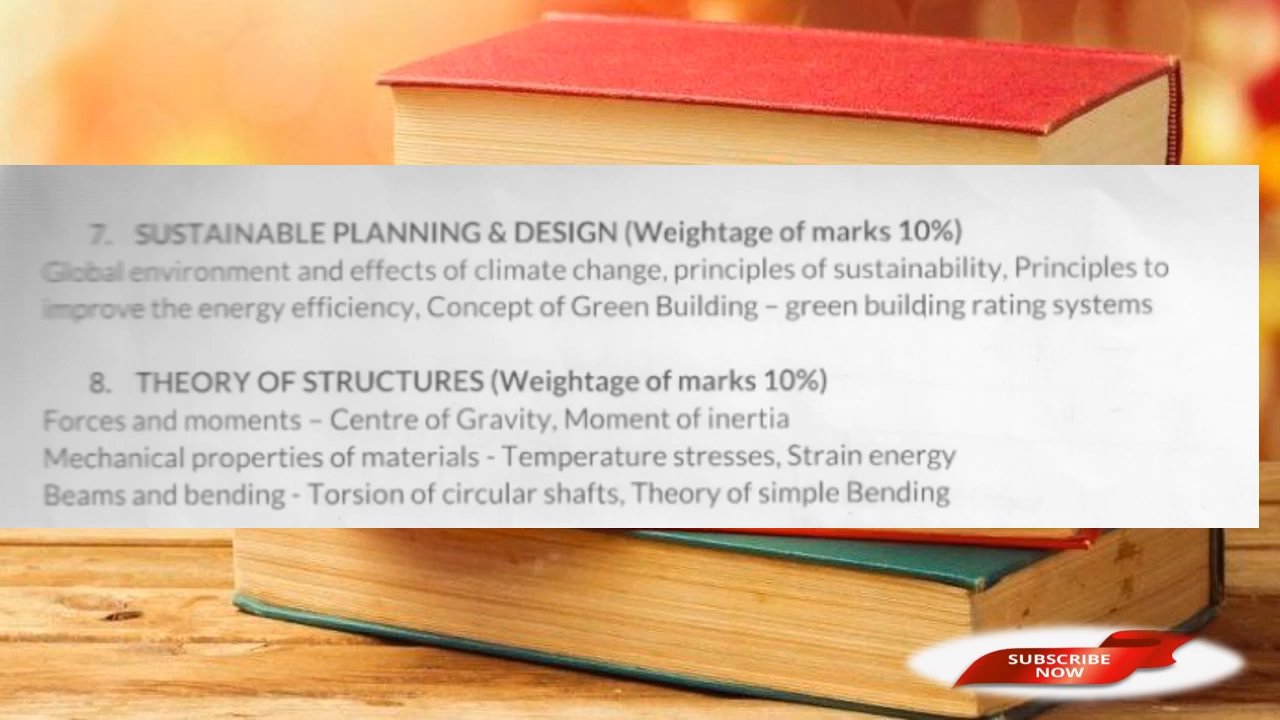 7. SUSTAINABLE PLANNING & DESIGN (Weightage of marks 10%)
Global environment and effects of climate change, principles of sustainability, Principles to
improve the energy efficiency, Concept of Green Building – green building rating systems
8. THEORY OF STRUCTURES (Weightage of marks 10%)
Forces and moments – Centre of Gravity, Moment of inertia
Mechanical properties of materials - Temperature stresses, Strain energy
Beams and bending - Torsion of circular shafts, Theory of simple Bending
SUBSCRIBE
NOW